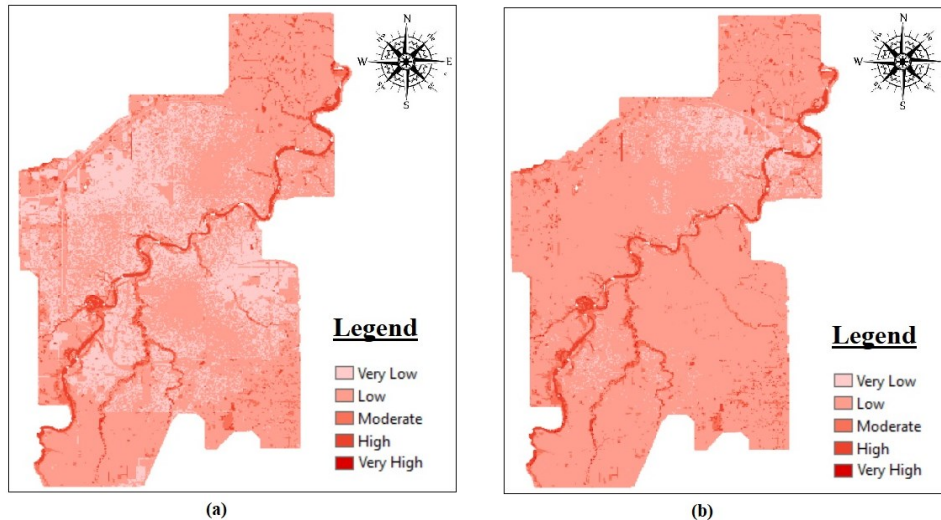 N
W E
S
Legend
Very Low
Low
Moderate
High
Very High
(a)
N
W E
S
Legend
Very Low
Low
Moderate
High
Very High
(b)